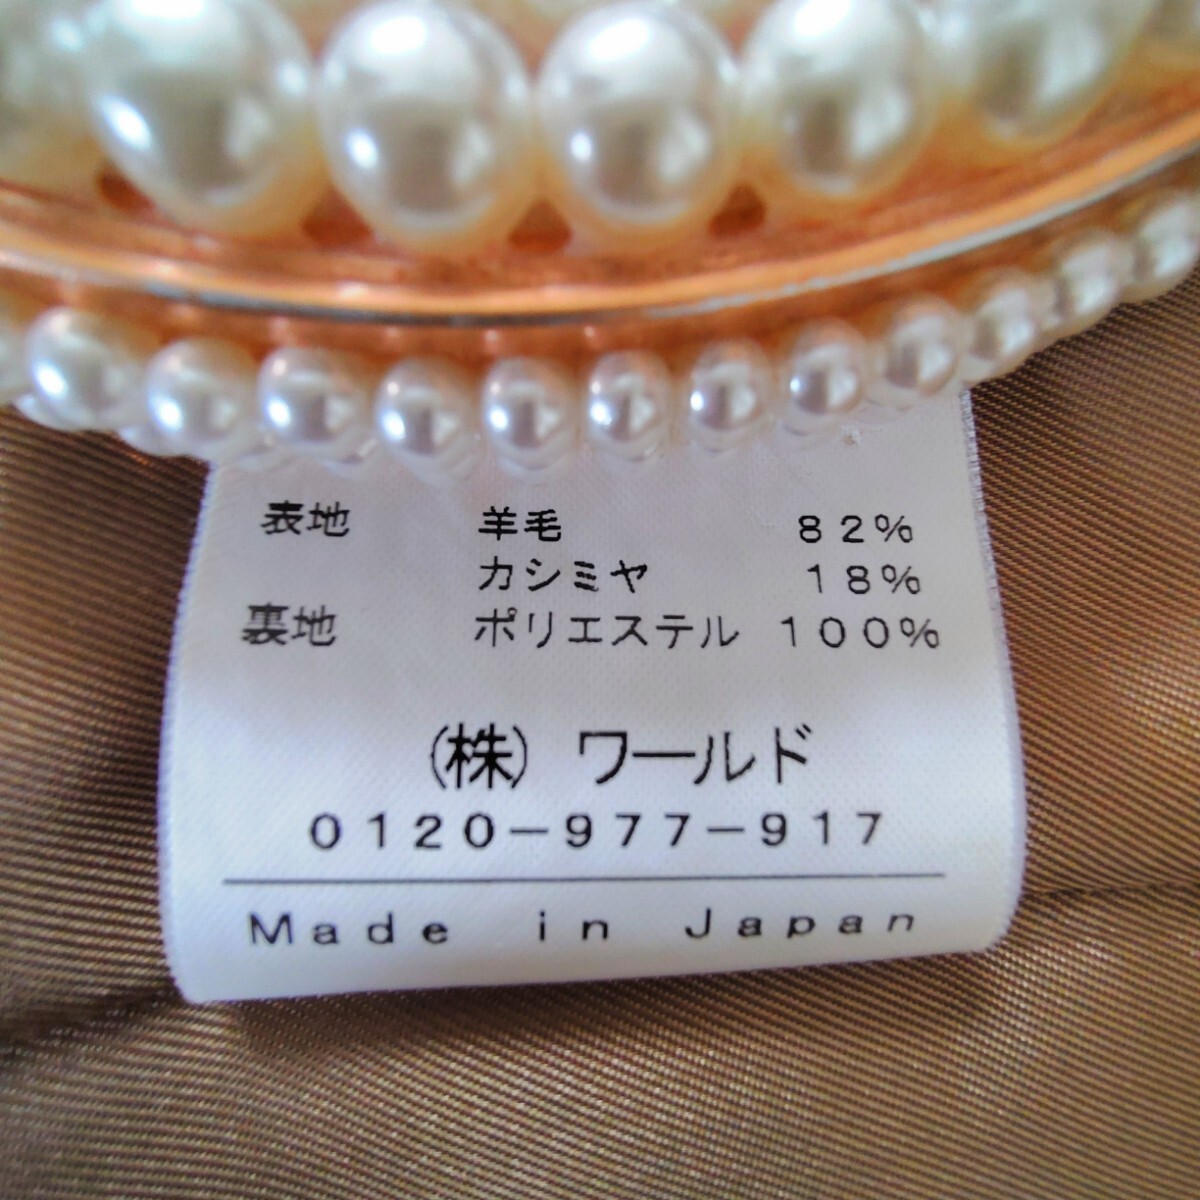 表地 羊毛 82%
カシミヤ 18%
裏地 ポリエステル 100%
(株) ワールド
0120-977-917
Made in Japan